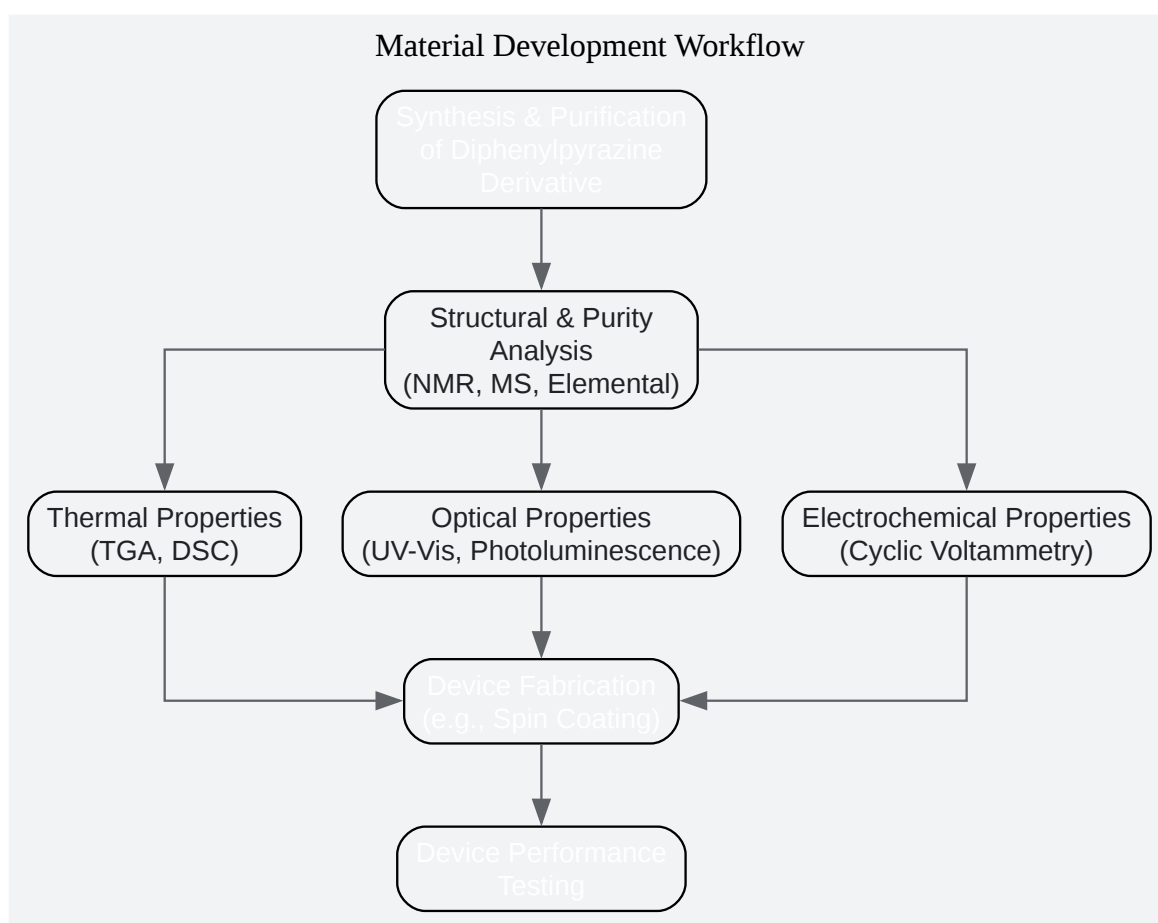 Material Development Workflow
Synthesis & Purification
of Diphenylpyrazine
Derivative
Structural & Purity
Analysis
(NMR, MS, Elemental)
Thermal Properties
(TGA, DSC)
Optical Properties
(UV-Vis, Photoluminescence)
Electrochemical Properties
(Cyclic Voltammetry)
Device Fabrication
(e.g., Spin Coating)
Device Performance
Testing